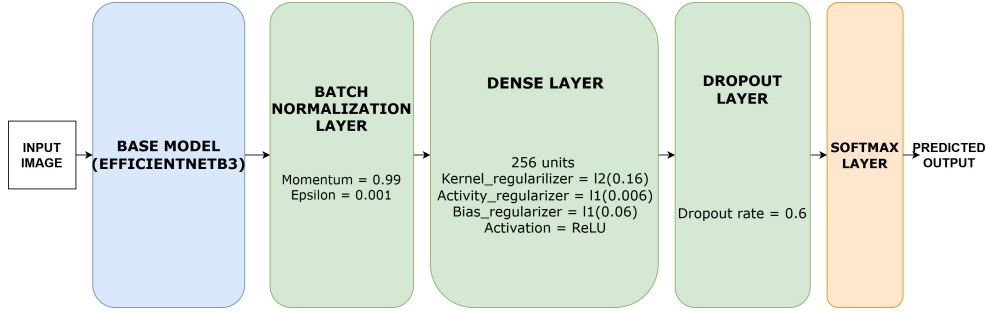 INPUT
IMAGE
BASE MODEL
(EFFICIENTNETB3)
BATCH
NORMALIZATION
LAYER
Momentum = 0.99
Epsilon = 0.001
DENSE LAYER
256 units
Kernel_regularilizer = l2(0.16)
Activity_regularizer = l1(0.006)
Bias_regularizer = l1(0.06)
Activation = ReLU
DROPOUT
LAYER
Dropout rate = 0.6
SOFTMAX
LAYER
PREDICTED
OUTPUT